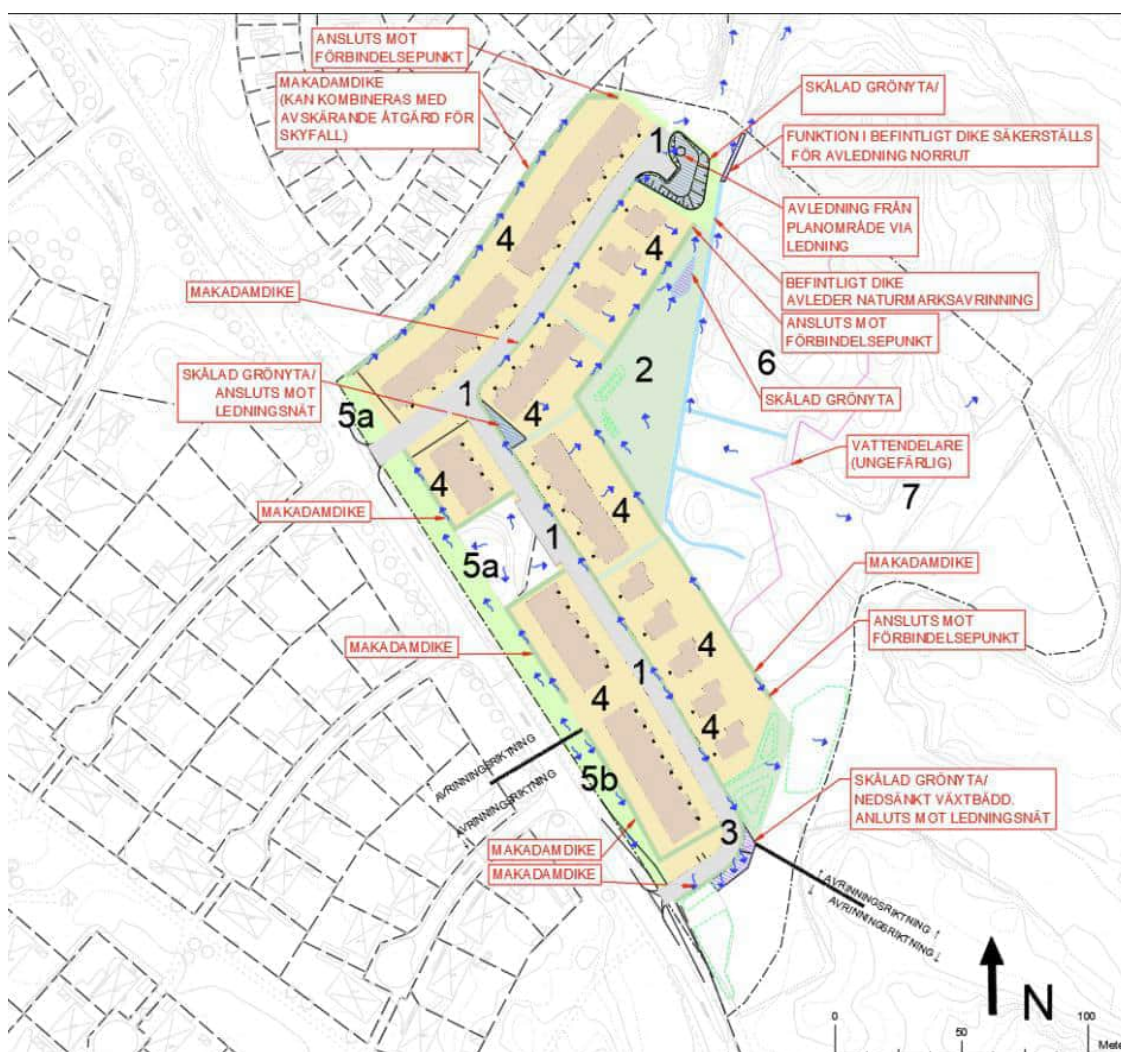 ANSLUTS MOT
FÖRBINDELSEPUNKT
MAKADAMDIKE
(KAN KOMBINERAS MED
AVSKÄRANDE ÅTGÄRD FÖR
SKYFALL)
SKÅLAD GRÖNYTA/
FUNKTION I BEFINTLIGT DIKE SÄKERSTÄLLS
FÖR AVLEDNING NORRUT
1
AVLEDNING FRÅN
PLANOMRÅDE VIA
LEDNING
4
4
MAKADAMDIKE
BEFINTLIGT DIKE
AVLEDER NATURMARKSAVRINNING
ANSLUTS MOT
FÖRBINDELSEPUNKT
6
2
SKÅLAD GRÖNYTA/
ANSLUTS MOT
LEDNINGSNÄT
1
SKÅLAD GRÖNYTA
5a
4
VATTENDELARE
(UNGEFÄRLIG)
7
4
MAKADAMDIKE
4
1
5a
MAKADAMDIKE
ANSLUTS MOT
FÖRBINDELSEPUNKT
MAKADAMDIKE
4
1
4
4
AVRINNINGSRIKTNING
AVRINNINGSRIKTNING
5b
SKÅLAD GRÖNYTA/
NEDSÄNKT VÄXTBÄDD.
ANLUTS MOT LEDNINGSNÄT
3
MAKADAMDIKE
MAKADAMDIKE
↑AVRINNINGSRIKTNING ↑
↓ AVRINNINGSRIKTNING ↓
N
0
50
100
Mete